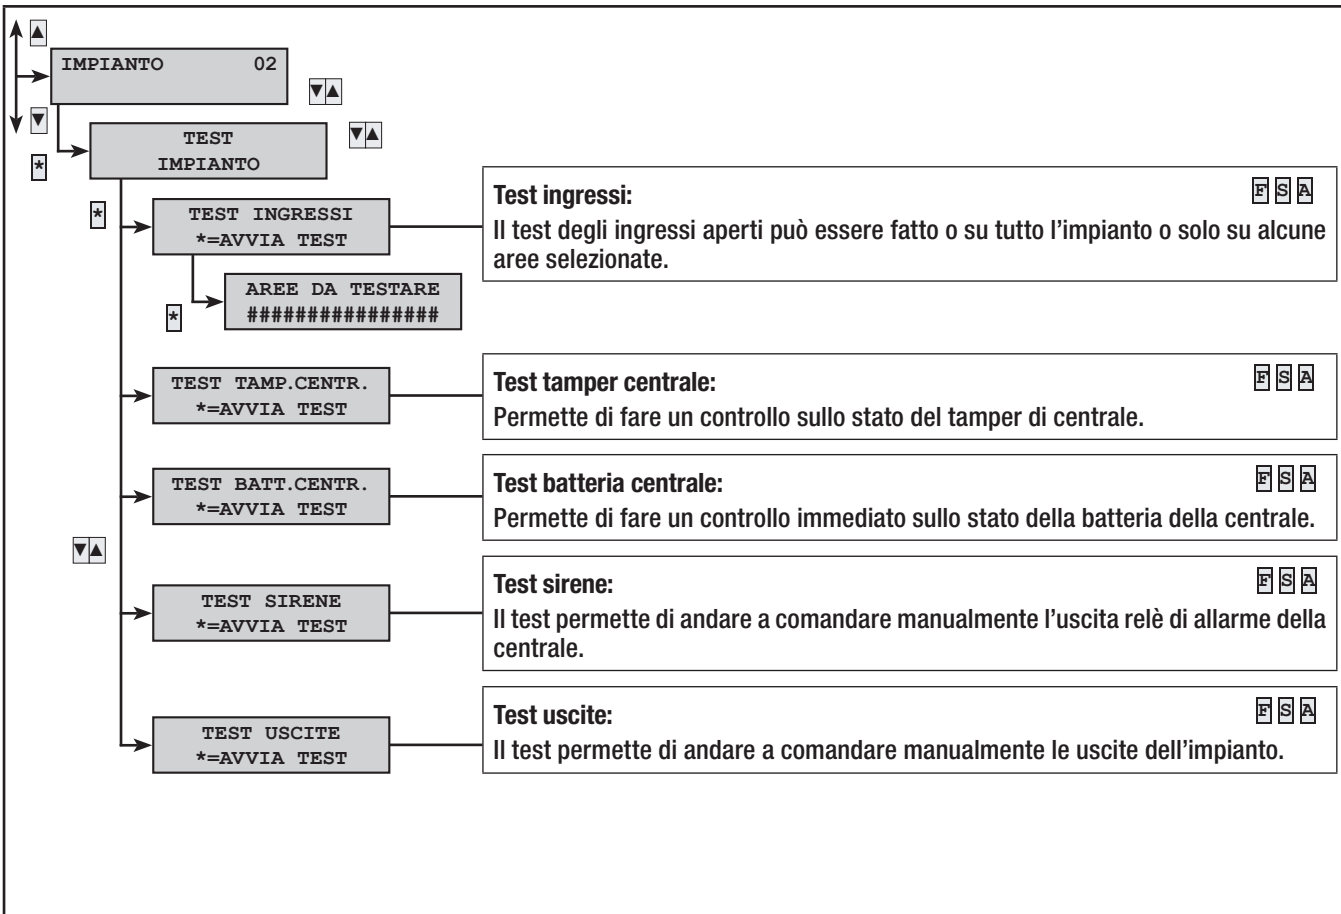 ▲
IMPIANTO 02
▼▲
▼
TEST
IMPIANTO
▼▲
*
*
TEST INGRESSI
*=AVVIA TEST
Test ingressi: F S A
Il test degli ingressi aperti può essere fatto o su tutto l'impianto o solo su alcune
aree selezionate.
*
AREE DA TESTARE
################
TEST TAMP.CENTR.
*=AVVIA TEST
Test tamper centrale: F S A
Permette di fare un controllo sullo stato del tamper di centrale.
TEST BATT.CENTR.
*=AVVIA TEST
Test batteria centrale: F S A
Permette di fare un controllo immediato sullo stato della batteria della centrale.
▼▲
TEST SIRENE
*=AVVIA TEST
Test sirene: F S A
Il test permette di andare a comandare manualmente l'uscita relè di allarme della
centrale.
TEST USCITE
*=AVVIA TEST
Test uscite: F S A
Il test permette di andare a comandare manualmente le uscite dell'impianto.